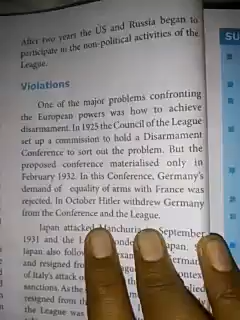 After two years the US and Russia began to
participate in the non-political activities of the
League.
Violations
One of the major problems confronting
the European powers was how to achieve
disarmament. In 1925 the Council of the League
set up a commission to hold a Disarmament
Conference to sort out the problem. But the
proposed conference materialised only in
February 1932. In this Conference, Germany's
demand of equality of arms with France was
rejected. In October Hitler withdrew Germany
from the Conference and the League.
Japan attacked Manchuria September
1931 and the apan.
Japan also follow
and resigned fro
of Italy's attack o
sanctions. As the
resigned from th
the League was
SU